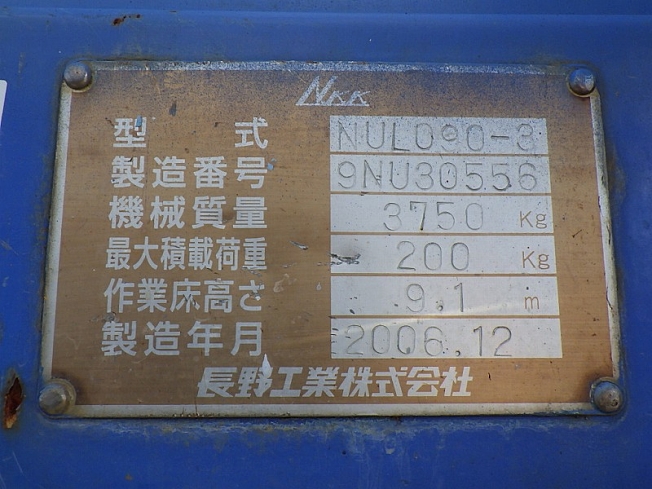 NKK
型式 NUL090-3
製造番号 9NU30556
機械質量 3750 Kg
最大積載荷重 200 Kg
作業床高さ 9.1 m
製造年月 2006.12
長野工業株式会社